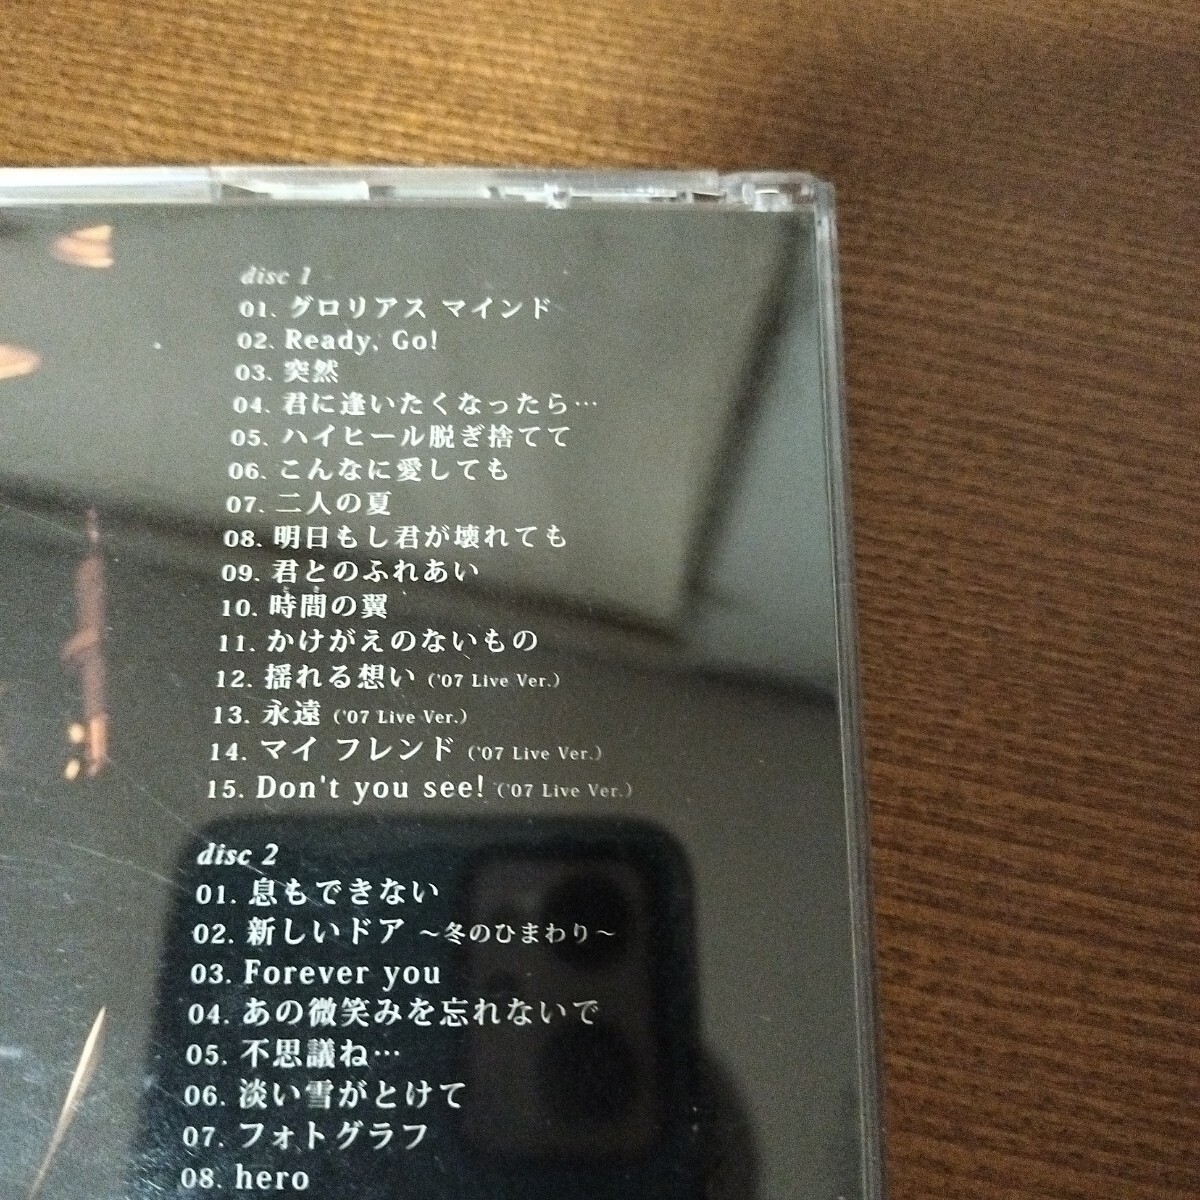 disc 1
01. グロリアス マインド
02. Ready, Go!
03. 突然
04. 君に逢いたくなったら…
05. ハイヒール脱ぎ捨てて
06. こんなに愛しても
07. 二人の夏
08. 明日もし君が壊れても
09. 君とのふれあい
とき
10. 時間の翼
11. かけがえのないもの
12. 揺れる想い ('07 Live Ver.)
13. 永遠 ('07 Live Ver.)
14. マイ フレンド ('07 Live Ver.)
15. Don't you see! ('07 Live Ver.)
disc 2
01. 息もできない
02. 新しいドア ～冬のひまわり～
03. Forever you
04. あの微笑みを忘れないで
05. 不思議ね…
06. 淡い雪がとけて
07. フォトグラフ
08. hero